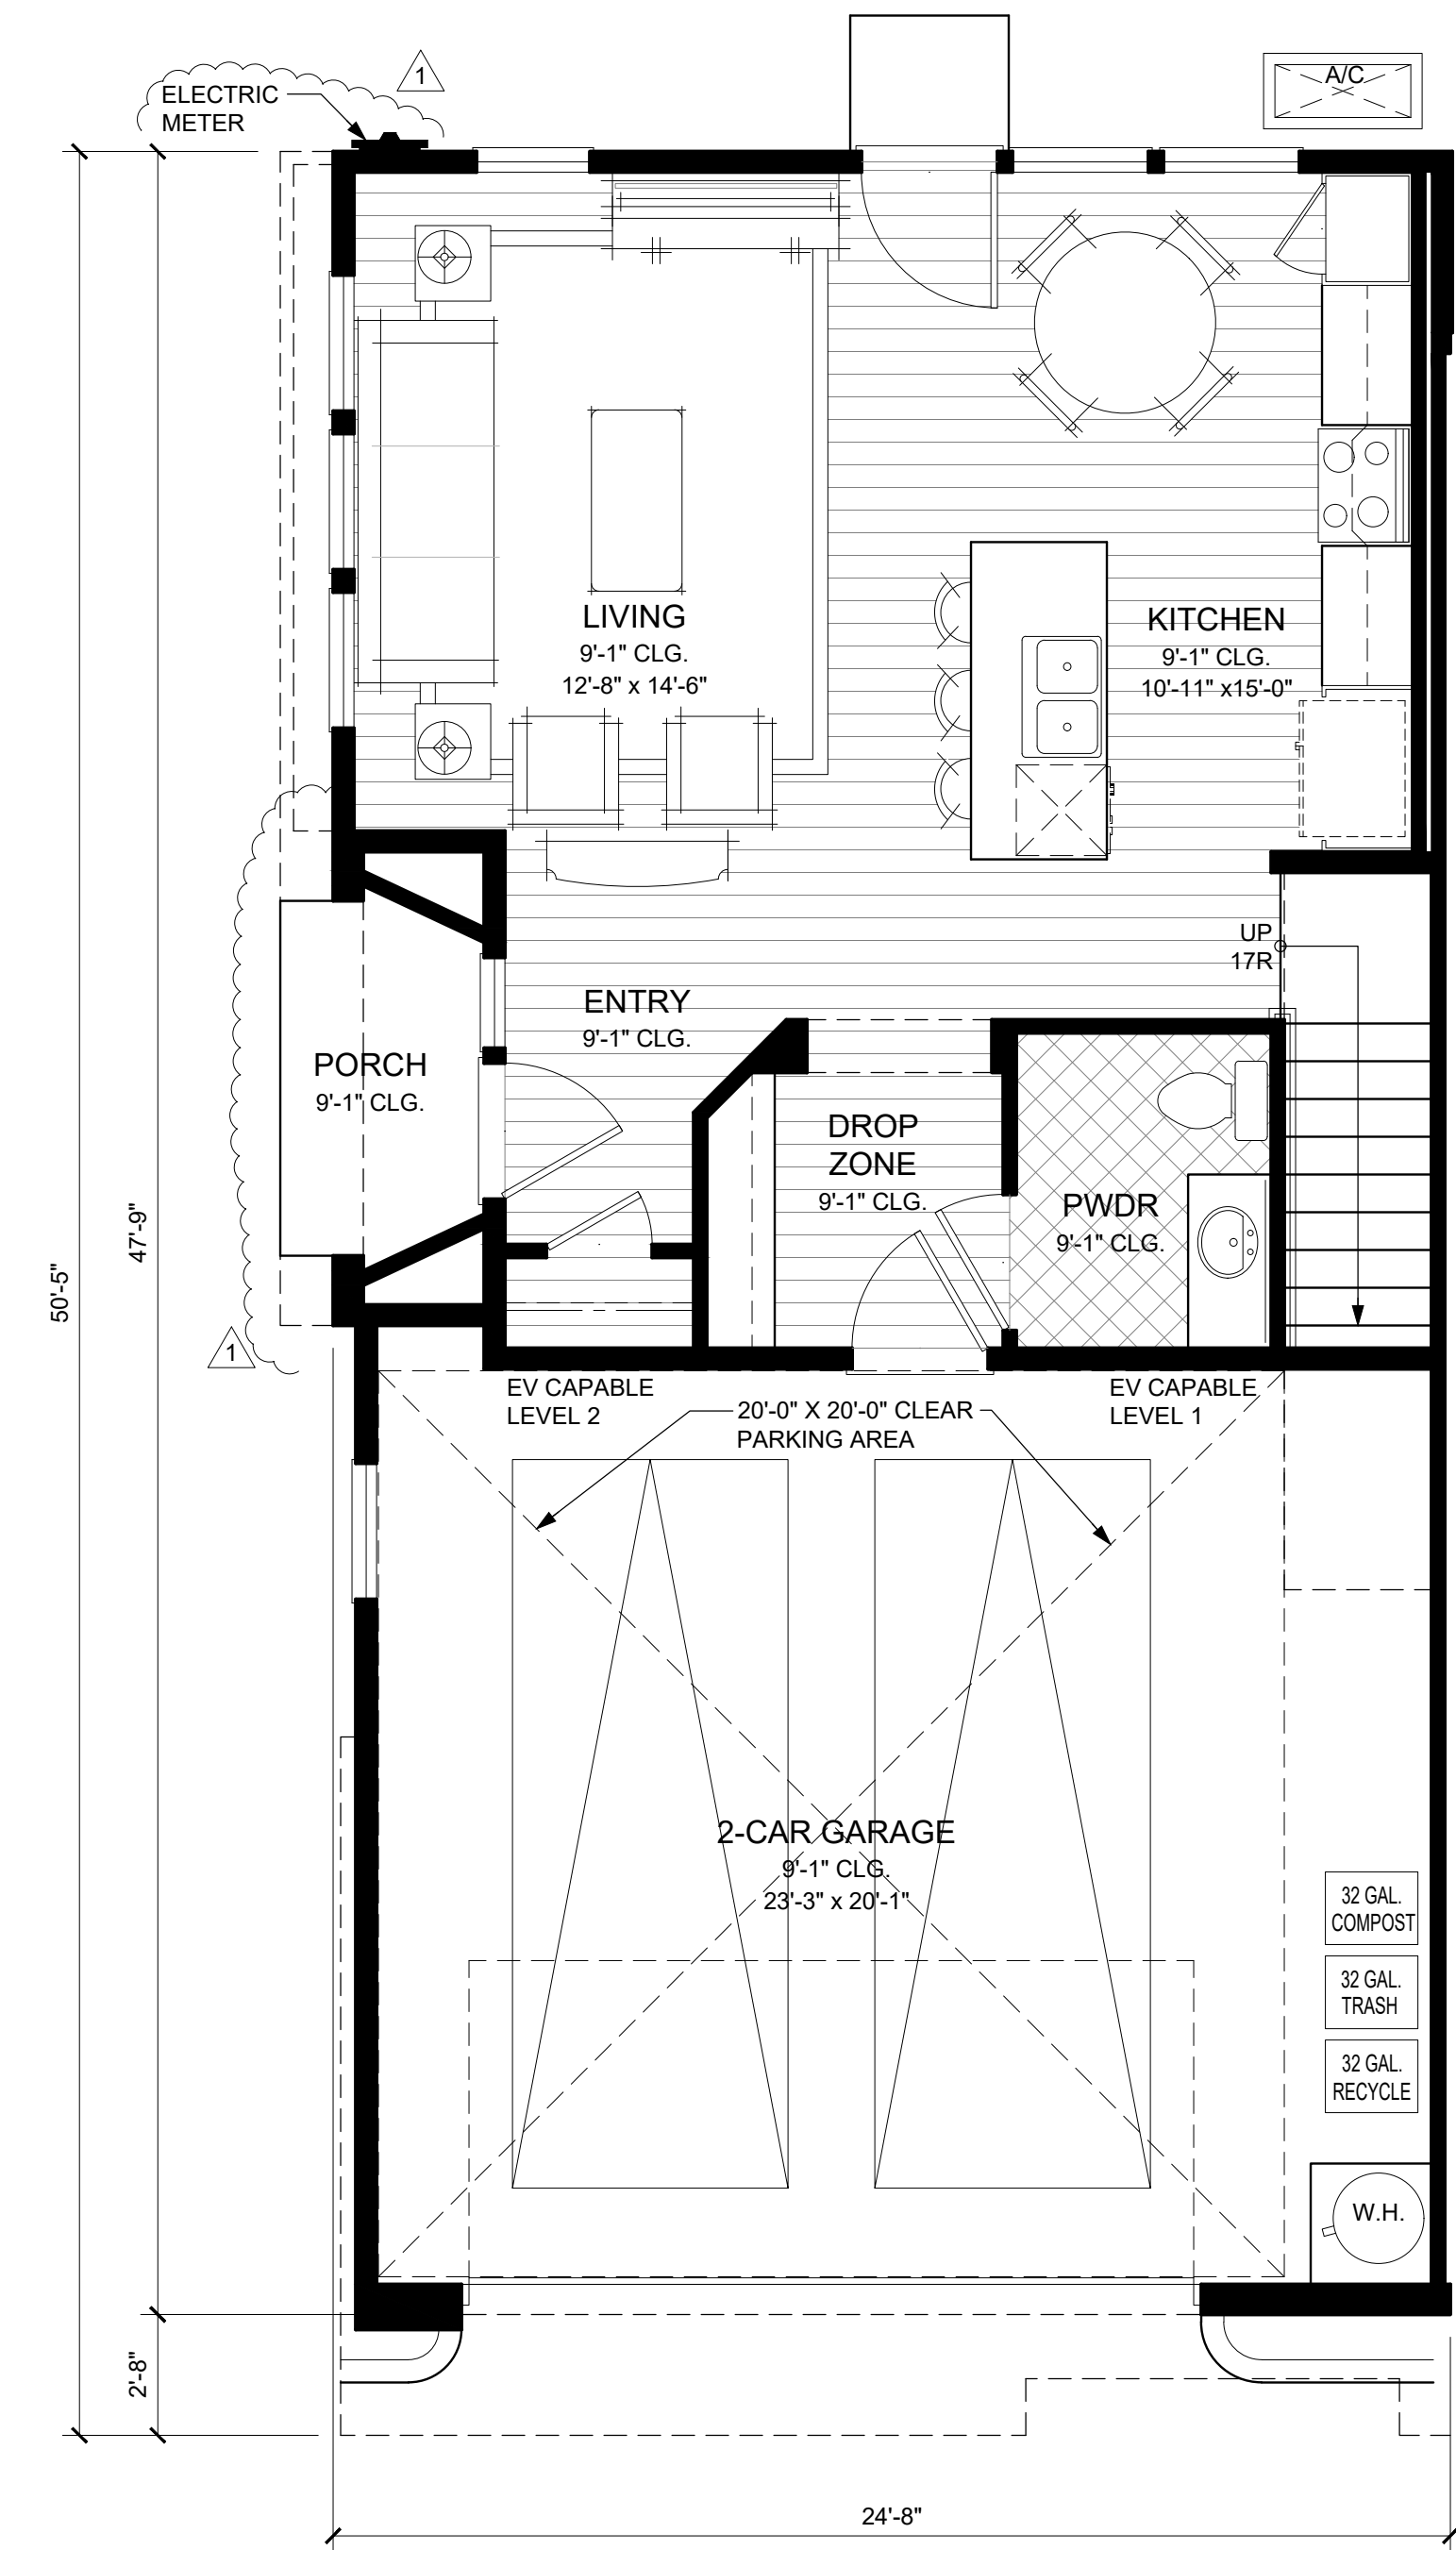 1
A/C
ELECTRIC
METER
LIVING
9'-1" CLG.
12'-8" x 14'-6"
KITCHEN
9'-1" CLG.
10'-11" x15'-0"
UP
17R
ENTRY
9'-1" CLG.
PORCH
9'-1" CLG.
DROP
ZONE
9'-1" CLG.
PWDR
9'-1" CLG.
47'-9"
50'-5"
1
EV CAPABLE
LEVEL 2
EV CAPABLE
LEVEL 1
20'-0" X 20'-0" CLEAR
PARKING AREA
2-CAR GARAGE
9'-1" CLG.
23'-3" x 20'-1"
32 GAL.
COMPOST
32 GAL.
TRASH
32 GAL.
RECYCLE
W.H.
2'-8"
24'-8"